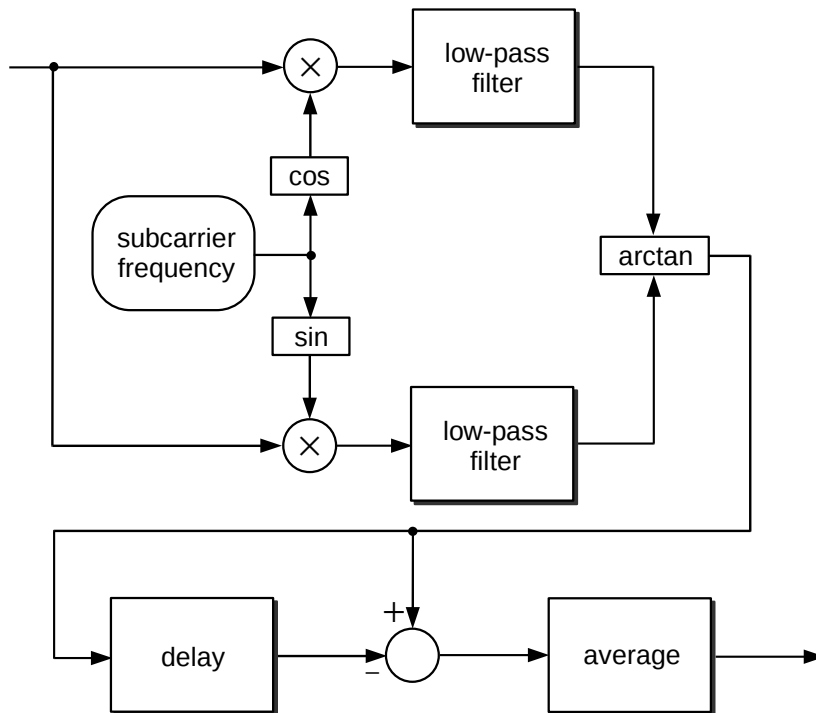 low-pass
filter
×
cos
subcarrier
frequency
arctan
sin
×
low-pass
filter
+
delay
-
average